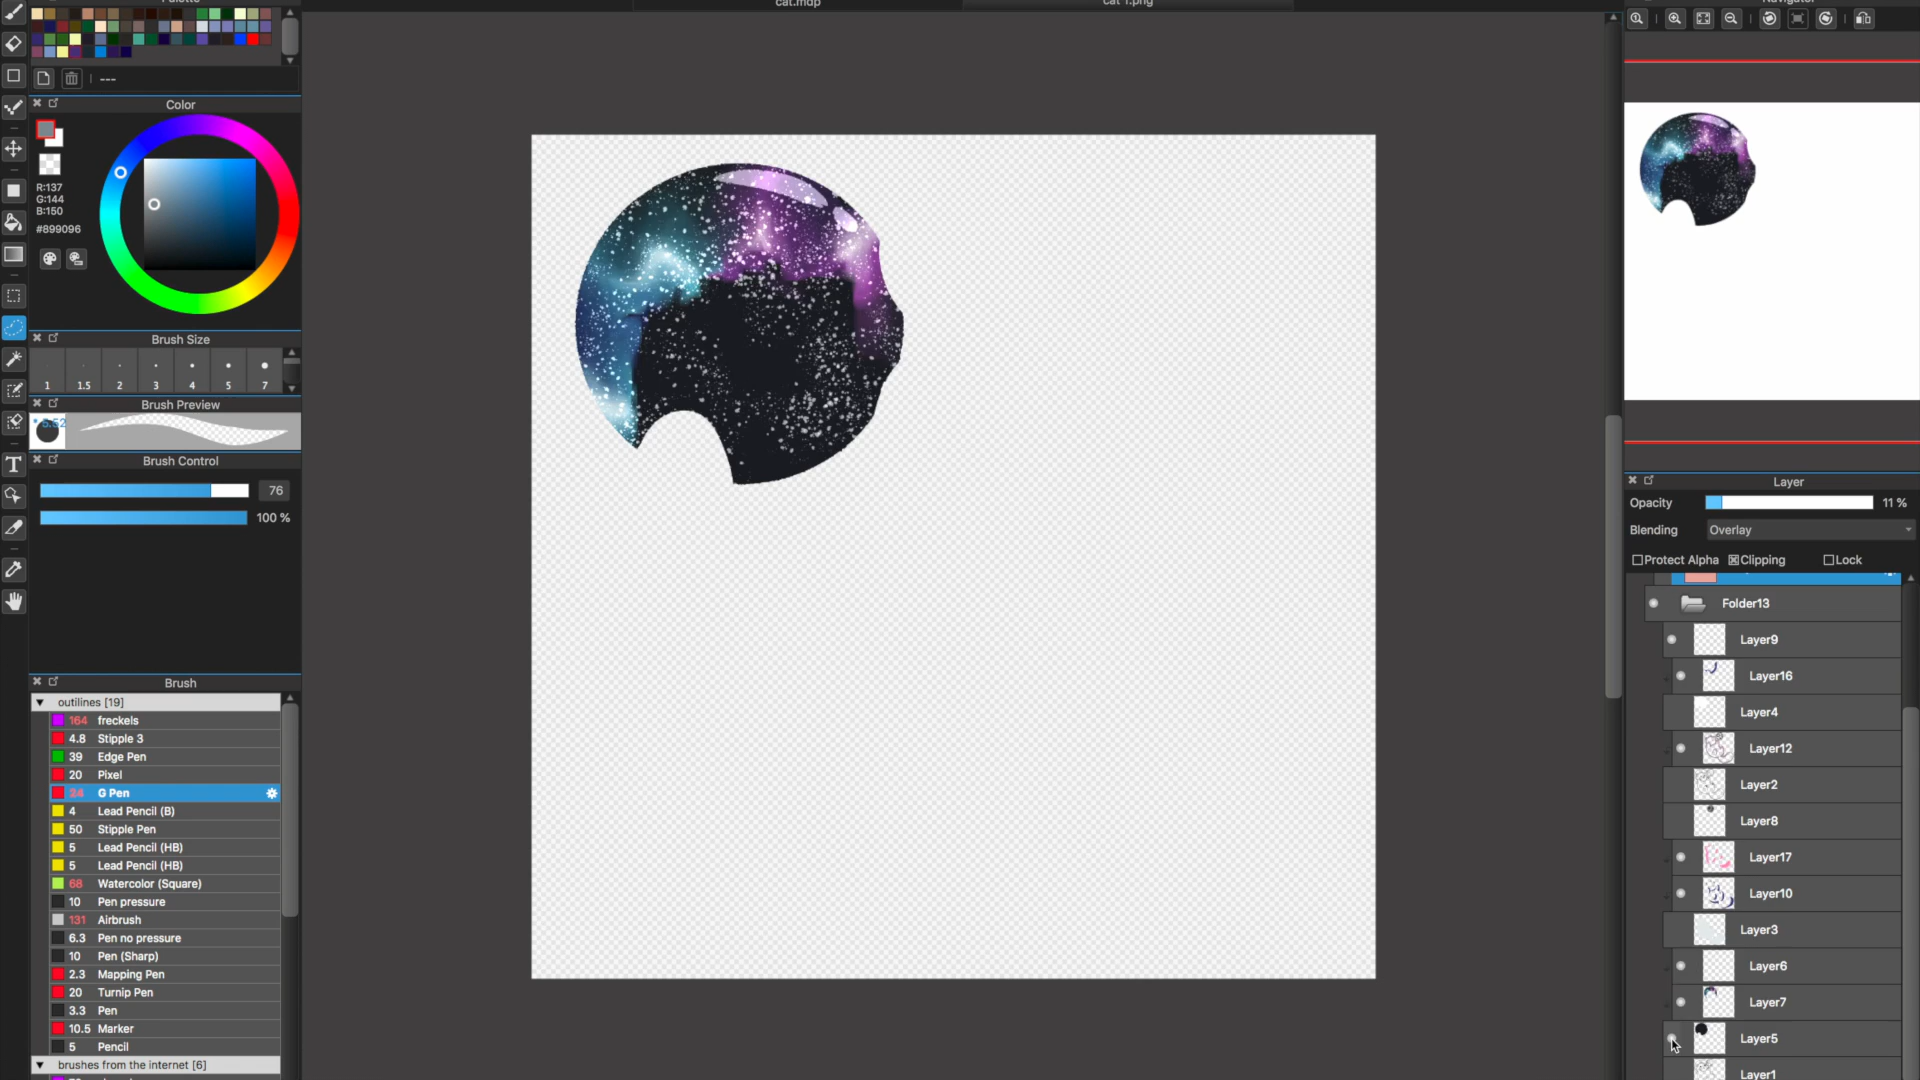 Palette
cat.mdp
cat 1.png
Navigator
---
Color
R:137
G:144
B:150
#899096
Brush Size
1 1.5 2 3 4 5 7
Brush Preview
* 5.52
Brush Control
76
100 %
Brush
outilines [19]
164 freckels
4.8 Stipple 3
39 Edge Pen
20 Pixel
24 G Pen
4 Lead Pencil (B)
50 Stipple Pen
5 Lead Pencil (HB)
5 Lead Pencil (HB)
68 Watercolor (Square)
10 Pen pressure
131 Airbrush
6.3 Pen no pressure
10 Pen (Sharp)
2.3 Mapping Pen
20 Turnip Pen
3.3 Pen
10.5 Marker
5 Pencil
brushes from the internet [6]
Layer
Opacity 11 %
Blending Overlay
Protect Alpha Clipping Lock
Folder13
Layer9
Layer16
Layer4
Layer12
Layer2
Layer8
Layer17
Layer10
Layer3
Layer6
Layer7
Layer5
Layer1